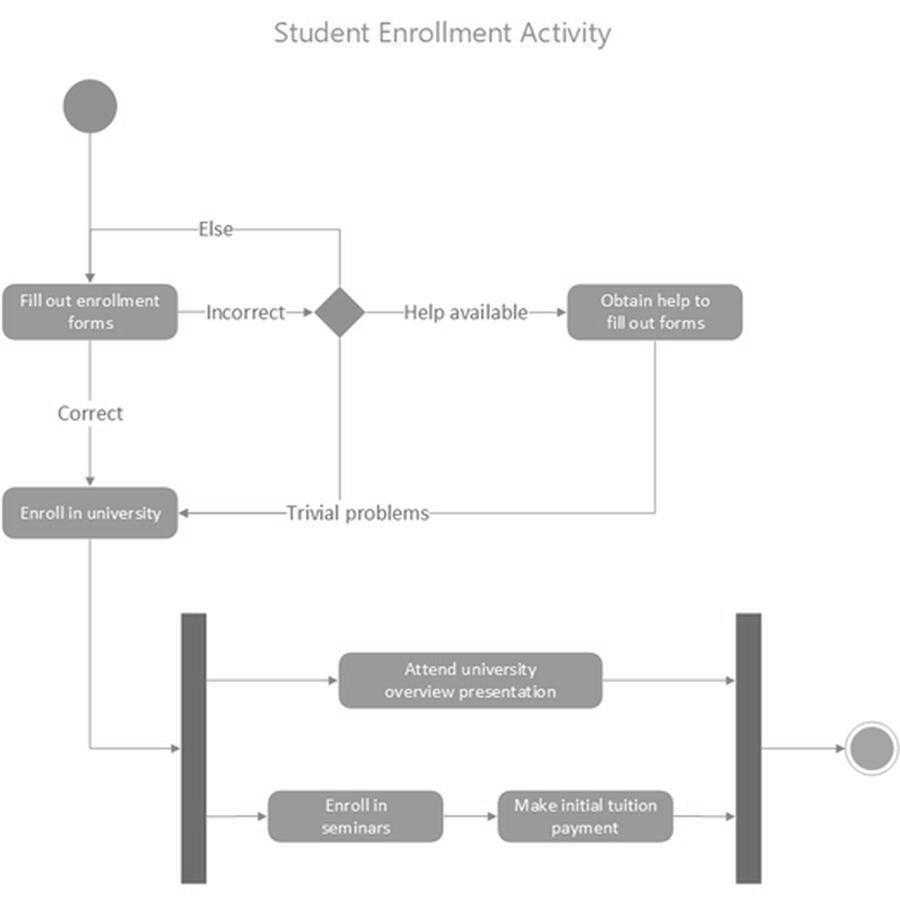 Student Enrollment Activity
Else
Fill out enrollment
forms
Incorrect
Help available
Obtain help to
fill out forms
Correct
Enroll in university
Trivial problems
Attend university
overview presentation
Enroll in
seminars
Make initial tuition
payment